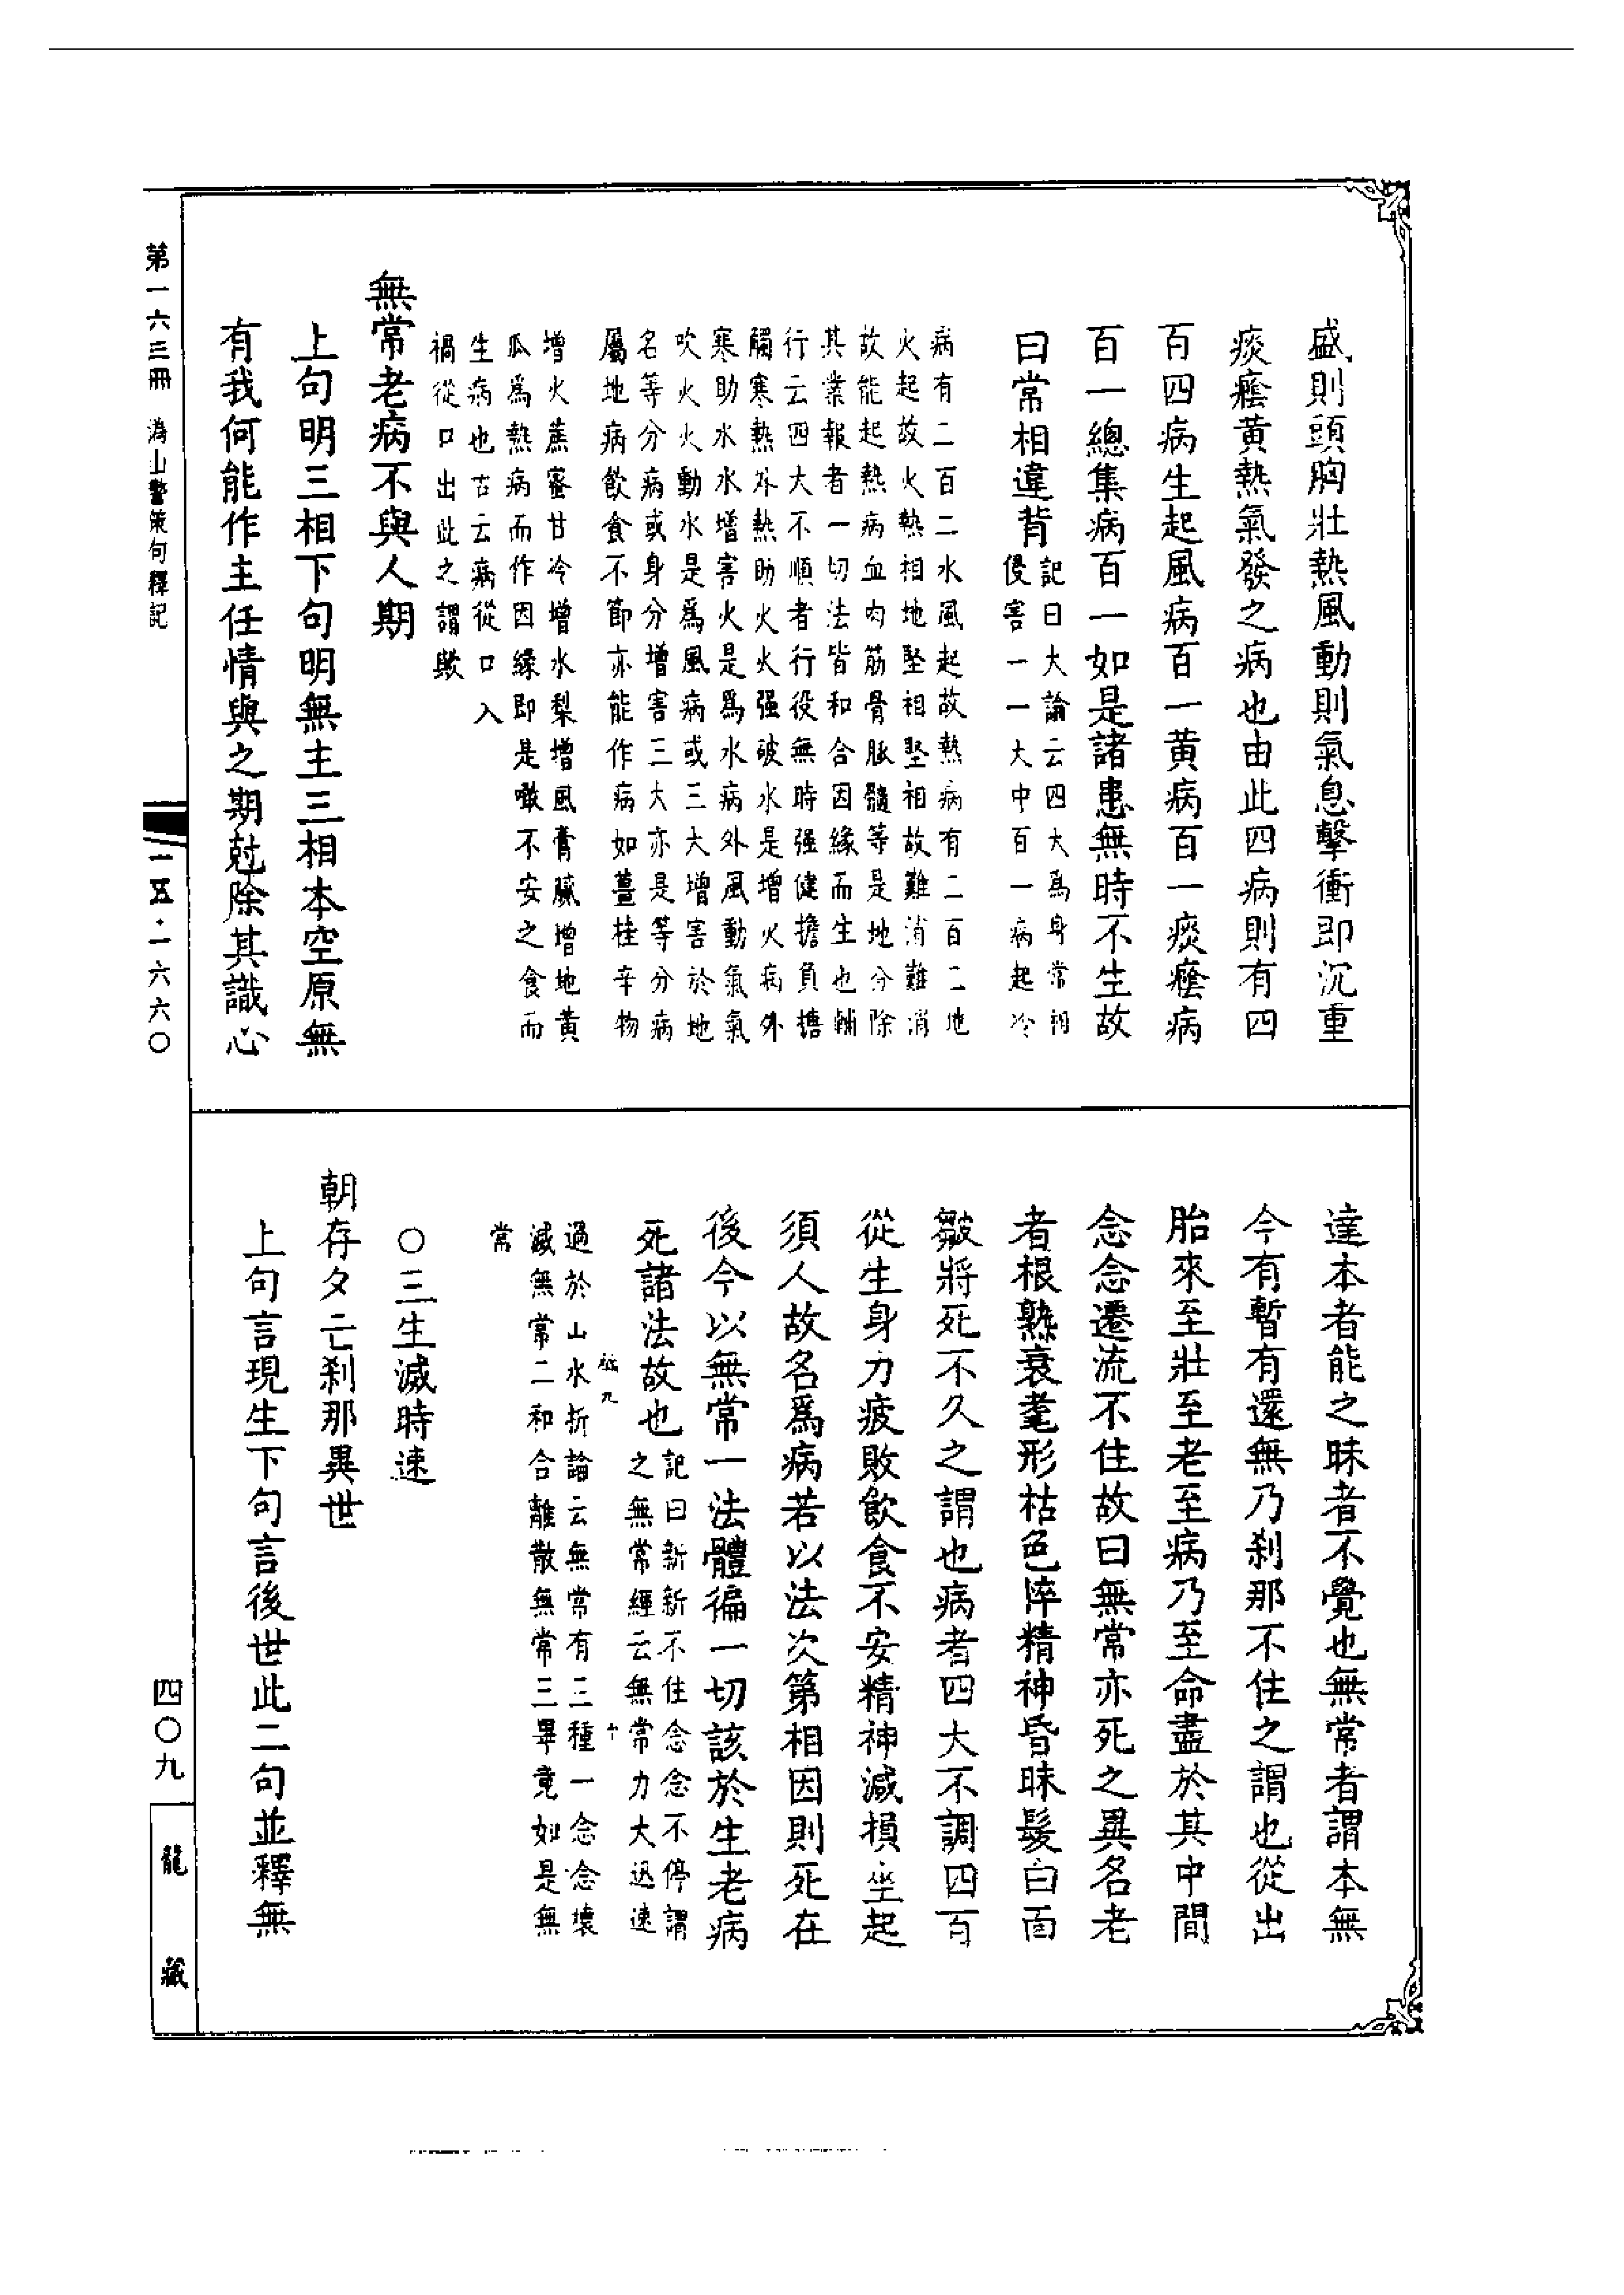 盛則頭胸壯熱風動則氣息擊衝即沉重
痰癊黃熱氣發之病也由此四病則有四
百四病生起風病百一黃病百一痰癊病
百一總集病百一如是諸患無時不生故
曰常相違背
記曰大論云四大爲身常相
侵害一一大中百一病起冷
病有二百二水風起故熱病有二百二地
火起故火熱相地堅相堅相故難消難消
故能起熱病血肉筋骨脈髓等是地分除
其業報者一切法皆和合因緣而生也輔
行云四大不順者行役無時强健擔負搪
觸寒熱外熱助火火强破水是增火病外
寒助水水增害火是爲水病外風動氣氣
吹火火動水是爲風病或三大增害於地
名等分病或身分增害三大亦是等分病
屬地病飲食不節亦能作病如薑桂辛物
增火蔗蜜甘冷增水梨增風膏膩增地黃
瓜爲熱病而作因緣即是噉不安之食而
生病也古云病從口入
禍從口出此之謂歟
無常老病不與人期
上句明三相下句明無主三相本空原無
有我何能作主任情與之期尅除其識心
達本者能之昧者不覺也無常者謂本無
今有暫有還無乃刹那不住之謂也從出
胎來至壯至老至病乃至命盡於其中間
念念遷流不住故曰無常亦死之異名老
者根熟衰耄形枯色悴精神昏昧髮白面
皺將死不久之謂也病者四大不調四百
從生身力疲敗飲食不安精神減損坐起
須人故名爲病若以法次第相因則死在
後今以無常一法體徧一切該於生老病
死諸法故也
記曰新新不住念念不停謂
之無常經云無常力大迅速
過於山水折論云無常有三種一念念壞
滅無常二和合離散無常三畢竟如是無
常
〇三生滅時速
朝存夕亡刹那異世
上句言現生下句言後世此二句並釋無
第一六三冊 溈山警策句釋記
一五·一六六〇
四〇九
龍藏